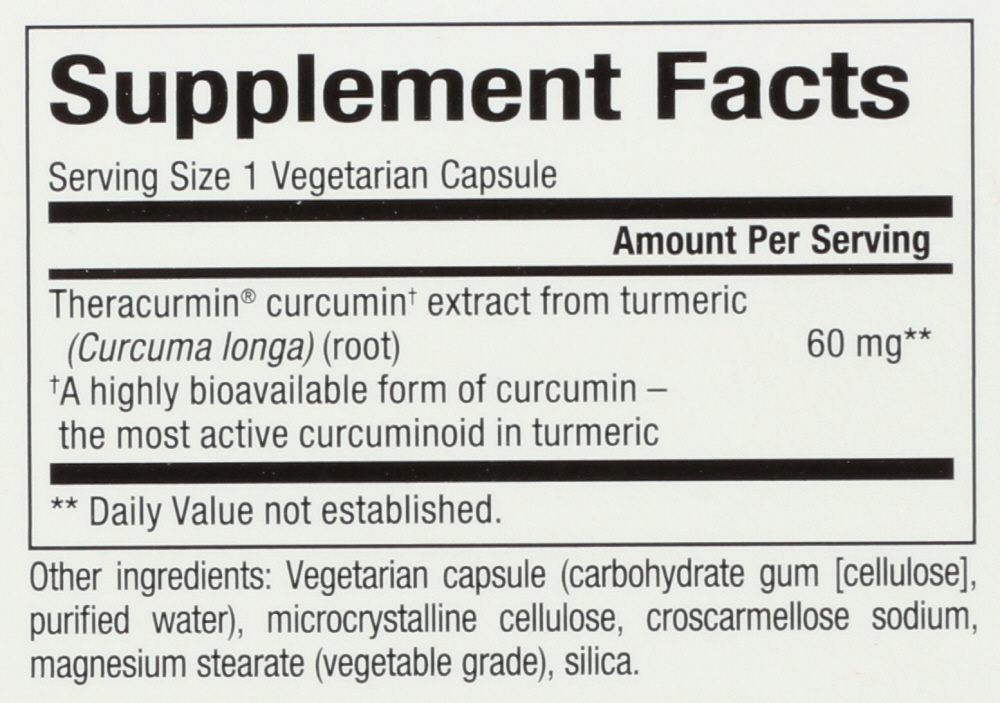 Supplement Facts
Serving Size 1 Vegetarian Capsule
Amount Per Serving
Theracurmin® curcumin† extract from turmeric
(Curcuma longa) (root) 60 mg**
†A highly bioavailable form of curcumin –
the most active curcuminoid in turmeric
** Daily Value not established.
Other ingredients: Vegetarian capsule (carbohydrate gum [cellulose],
purified water), microcrystalline cellulose, croscarmellose sodium,
magnesium stearate (vegetable grade), silica.